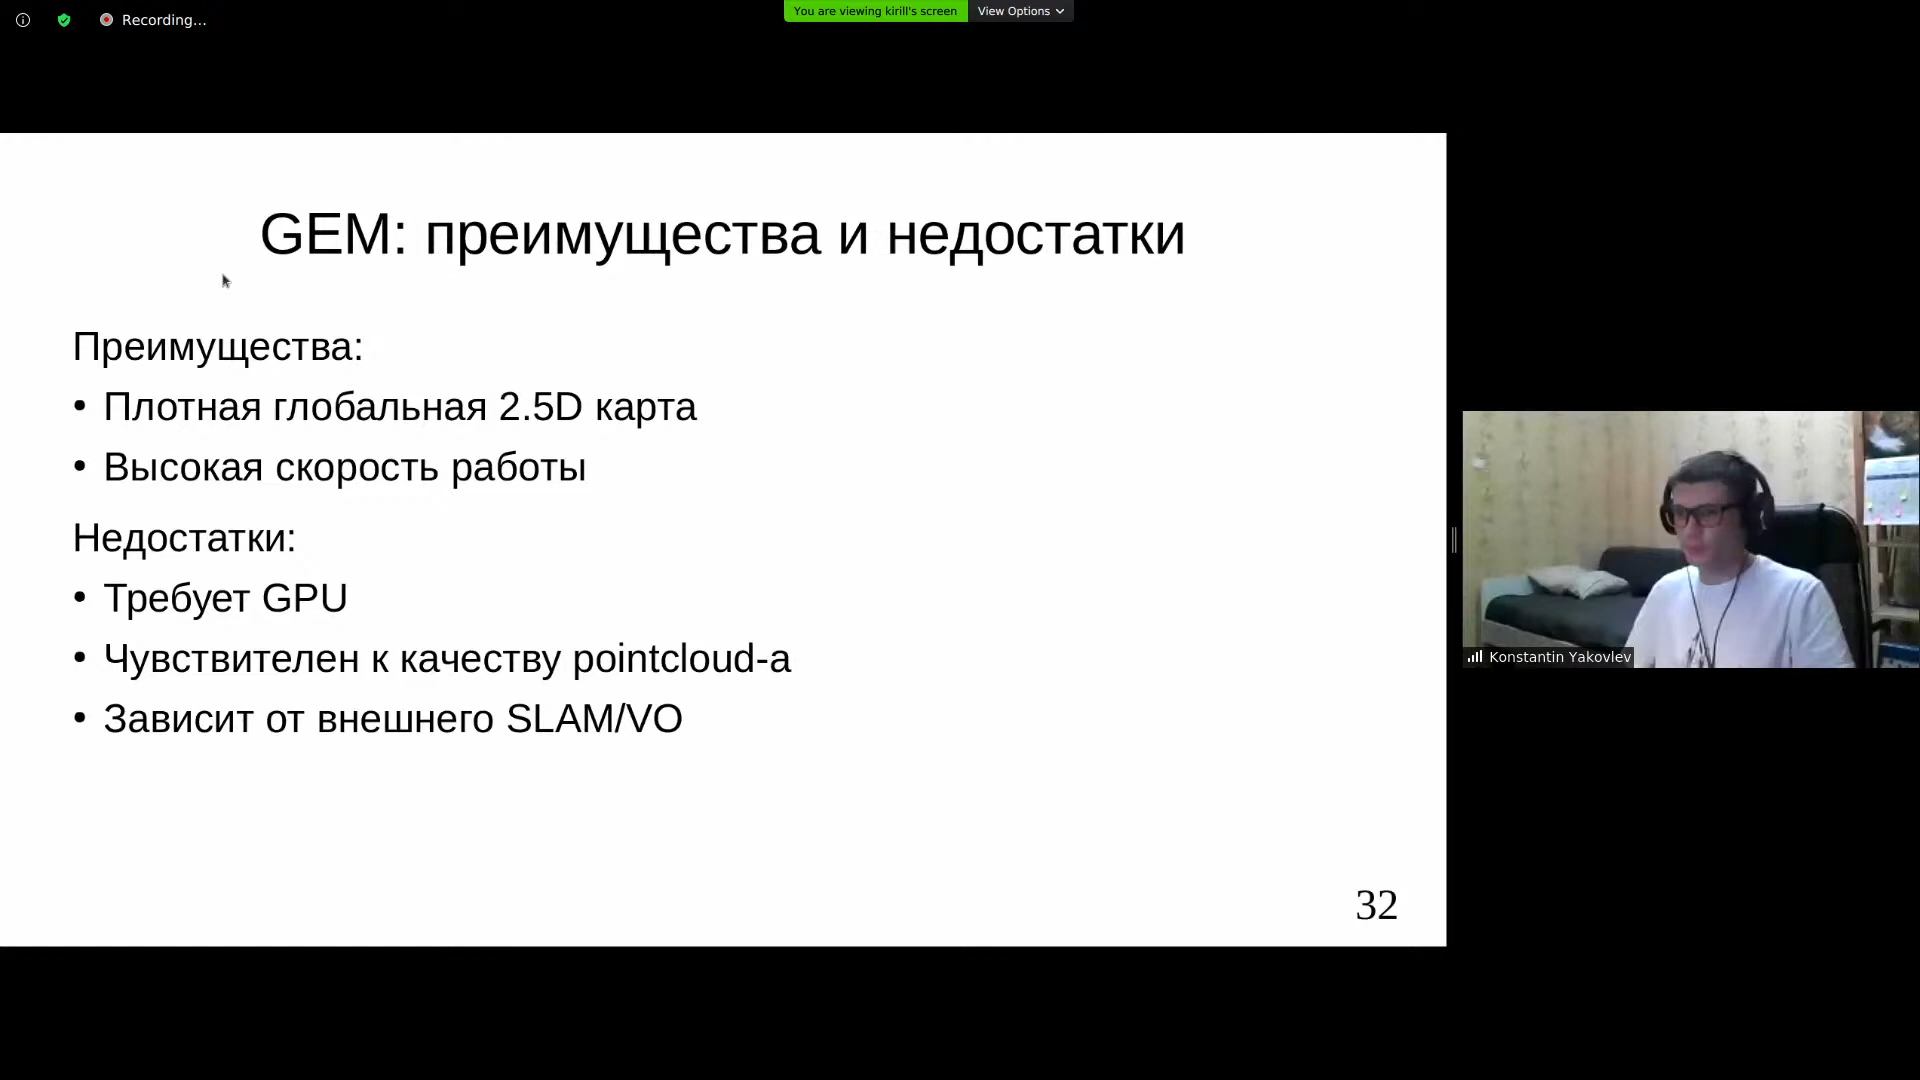 Recording...
You are viewing kirill's screen
View Options
GEM: преимущества и недостатки
Преимущества:
• Плотная глобальная 2.5D карта
• Высокая скорость работы
Недостатки:
• Требует GPU
• Чувствителен к качеству pointcloud-а
• Зависит от внешнего SLAM/VO
32
Konstantin Yakovlev